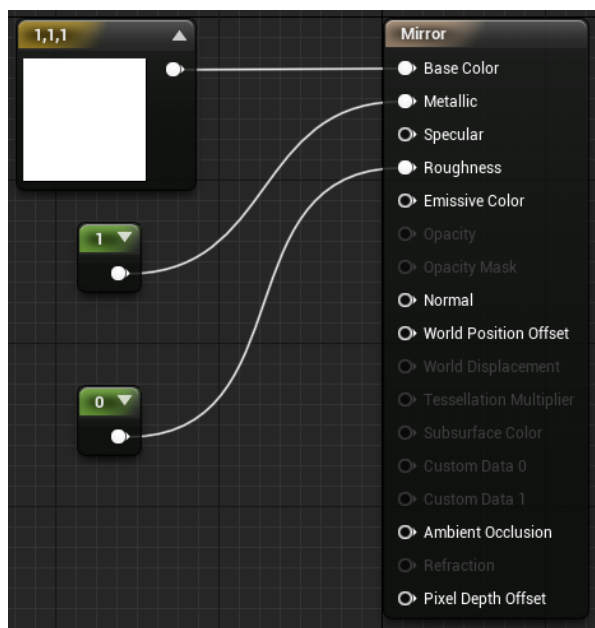 1,1,1
1
0
Mirror
Base Color
Metallic
Specular
Roughness
Emissive Color
Opacity
Opacity Mask
Normal
World Position Offset
World Displacement
Tessellation Multiplier
Subsurface Color
Custom Data 0
Custom Data 1
Ambient Occlusion
Refraction
Pixel Depth Offset